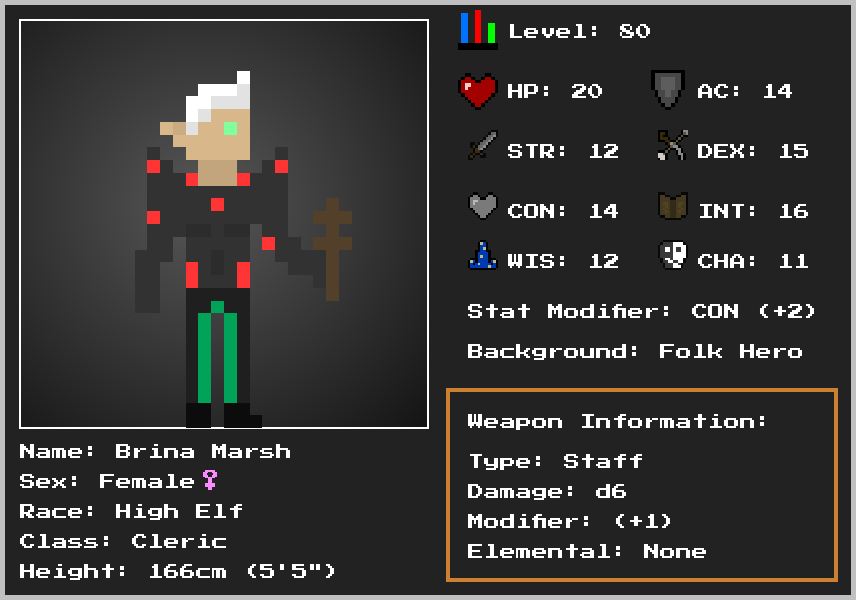 Level: 80
HP: 20 AC: 14
STR: 12 DEX: 15
CON: 14 INT: 16
WIS: 12 CHA: 11
Stat Modifier: CON (+2)
Background: Folk Hero
Weapon Information:
Type: Staff
Damage: d6
Modifier: (+1)
Elemental: None
Name: Brina Marsh
Sex: Female♀
Race: High Elf
Class: Cleric
Height: 166cm (5'5")